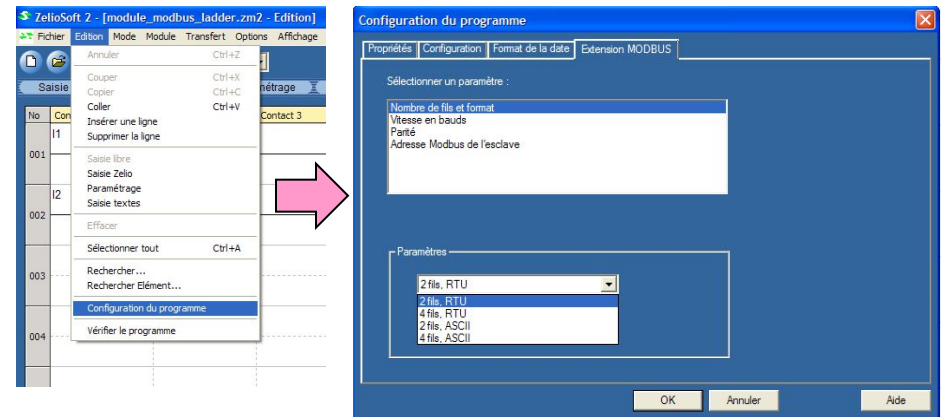 ZelioSoft 2 - [module_modbus_ladder.zm2 - Edition]
Fichier Edition Mode Module Transfert Options Affichage
Annuler Ctrl+Z
Couper Ctrl+X
Copier Ctrl+C
Coller Ctrl+V
Insérer une ligne
Supprimer la ligne
Saisie libre
Saisie Zelio
Paramétrage
Saisie textes
Effacer
Sélectionner tout Ctrl+A
Rechercher...
Rechercher Elément...
Configuration du programme
Vérifier le programme
Saisie
métrage
No Con Contact 3
I1
001
I2
002
003
004
Configuration du programme
Propriétés Configuration Format de la date Extension MODBUS
Sélectionner un paramètre :
Nombre de fils et format
Vitesse en bauds
Parité
Adresse Modbus de l'esclave
Paramètres
2 fils, RTU
2 fils, RTU
4 fils, RTU
2 fils, ASCII
4 fils, ASCII
OK Annuler Aide